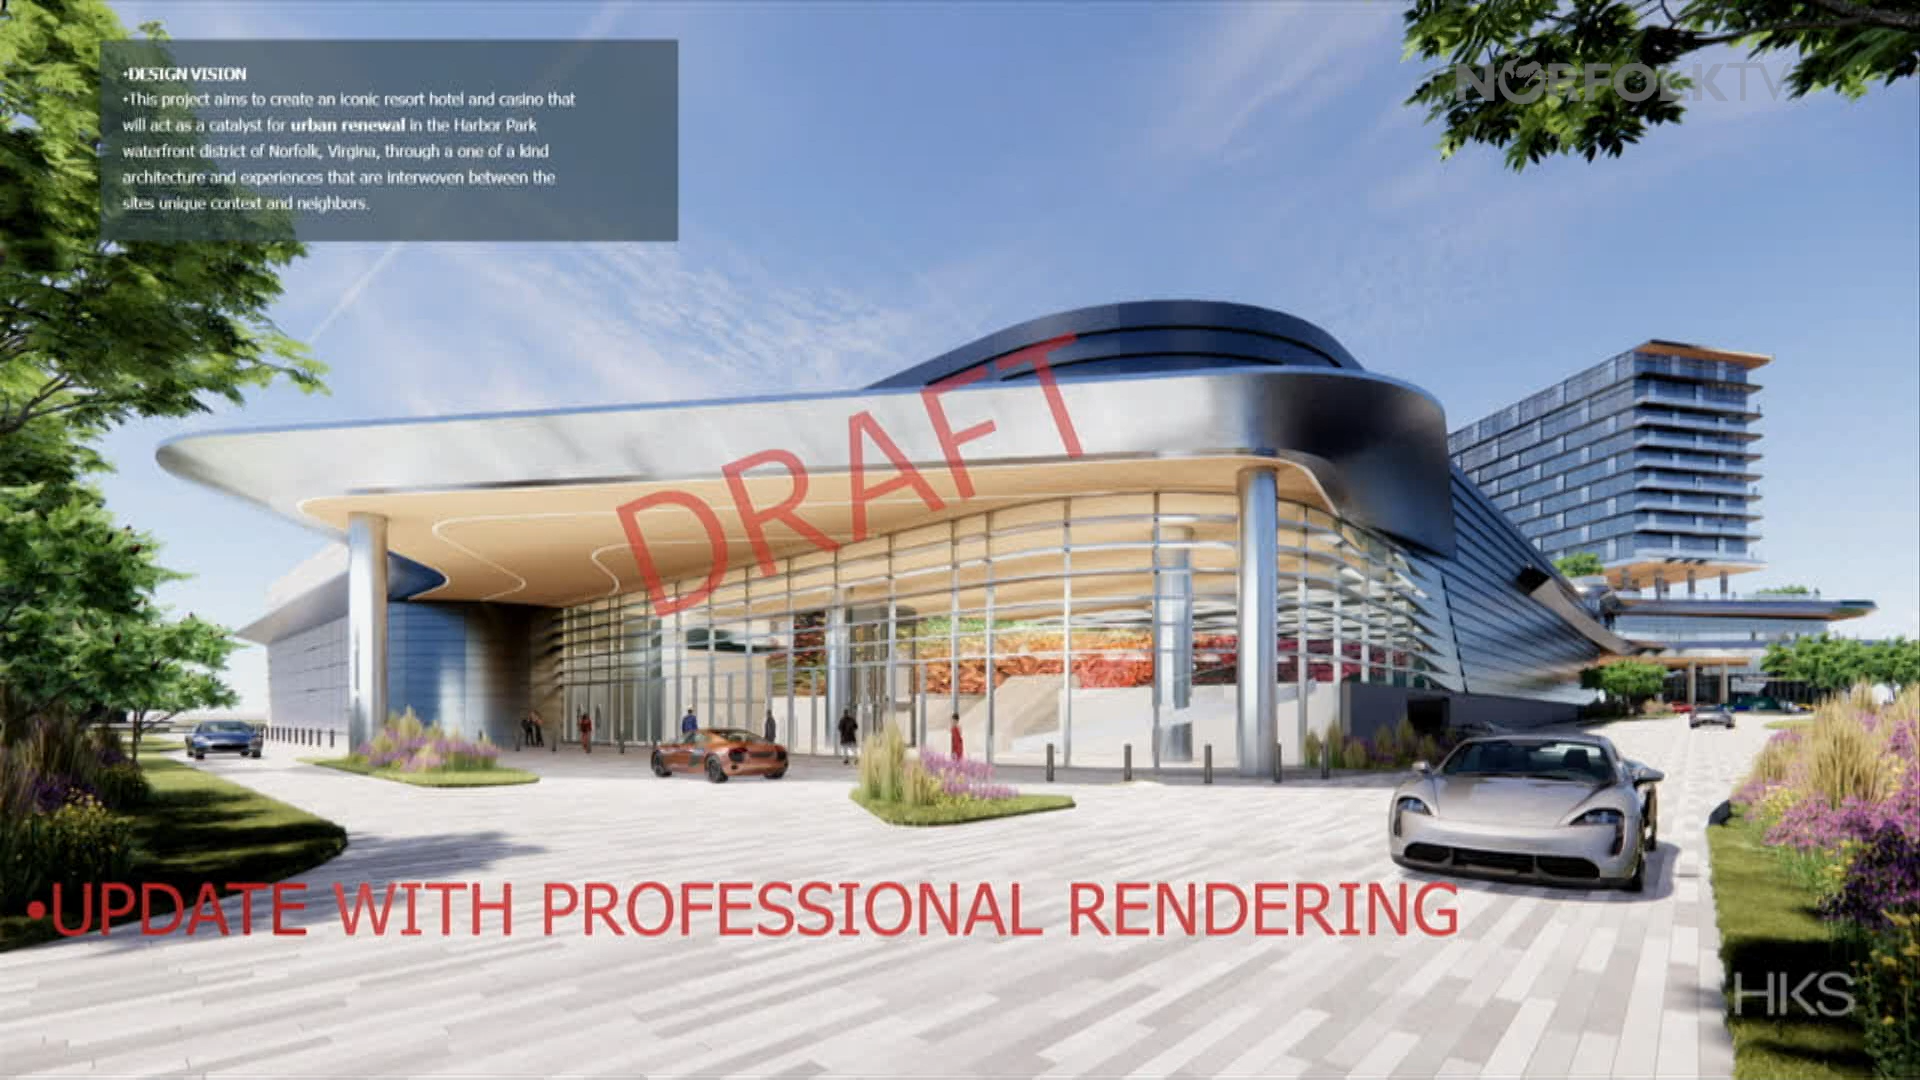 •DESIGN VISION
•This project aims to create an iconic resort hotel and casino that
will act as a catalyst for urban renewal in the Harbor Park
waterfront district of Norfolk, Virgina, through a one of a kind
architecture and experiences that are interwoven between the
sites unique context and neighbors.
NORFOLKTV
DRAFT
•UPDATE WITH PROFESSIONAL RENDERING
HKS